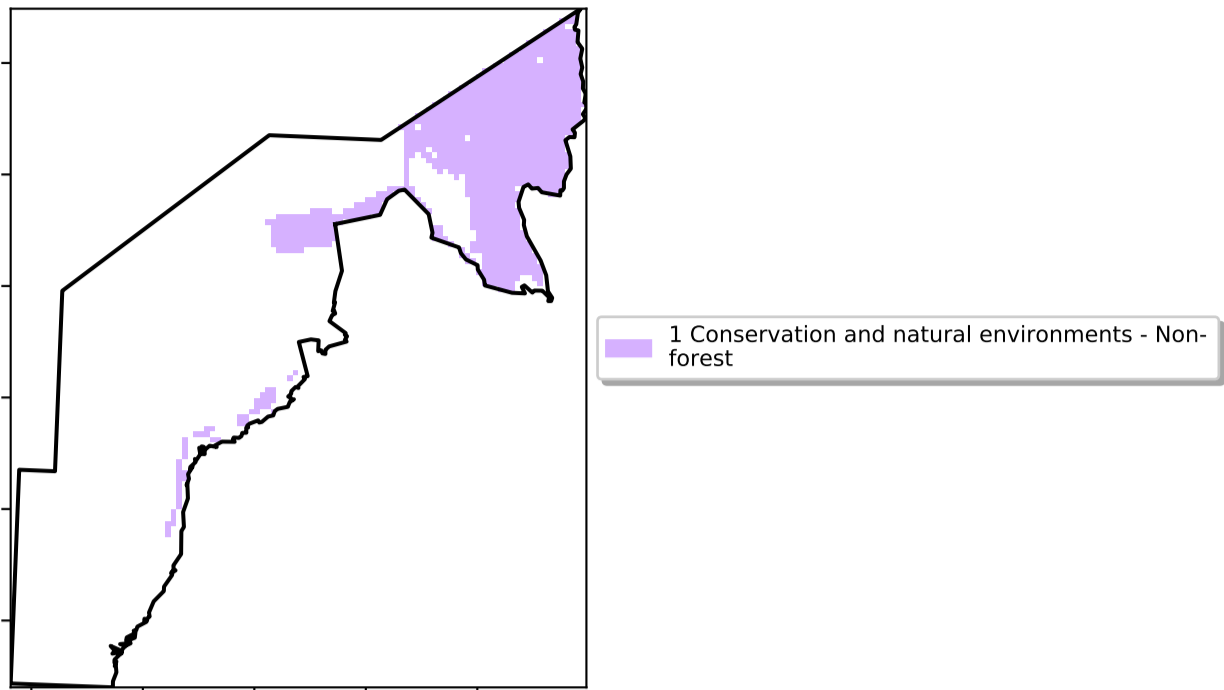 1 Conservation and natural environments - Non-
forest